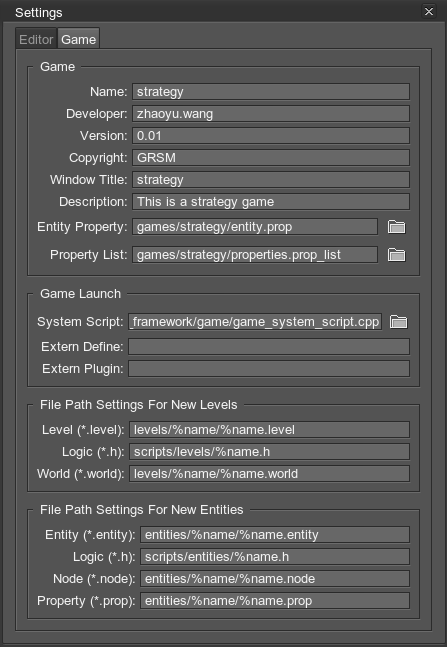 Settings
Editor Game
Game
Name: strategy
Developer: zhaoyu.wang
Version: 0.01
Copyright: GRSM
Window Title: strategy
Description: This is a strategy game
Entity Property: games/strategy/entity.prop
Property List: games/strategy/properties.prop_list
Game Launch
System Script: _framework/game/game_system_script.cpp
Extern Define:
Extern Plugin:
File Path Settings For New Levels
Level (*.level): levels/%name/%name.level
Logic (*.h): scripts/levels/%name.h
World (*.world): levels/%name/%name.world
File Path Settings For New Entities
Entity (*.entity): entities/%name/%name.entity
Logic (*.h): scripts/entities/%name.h
Node (*.node): entities/%name/%name.node
Property (*.prop): entities/%name/%name.prop